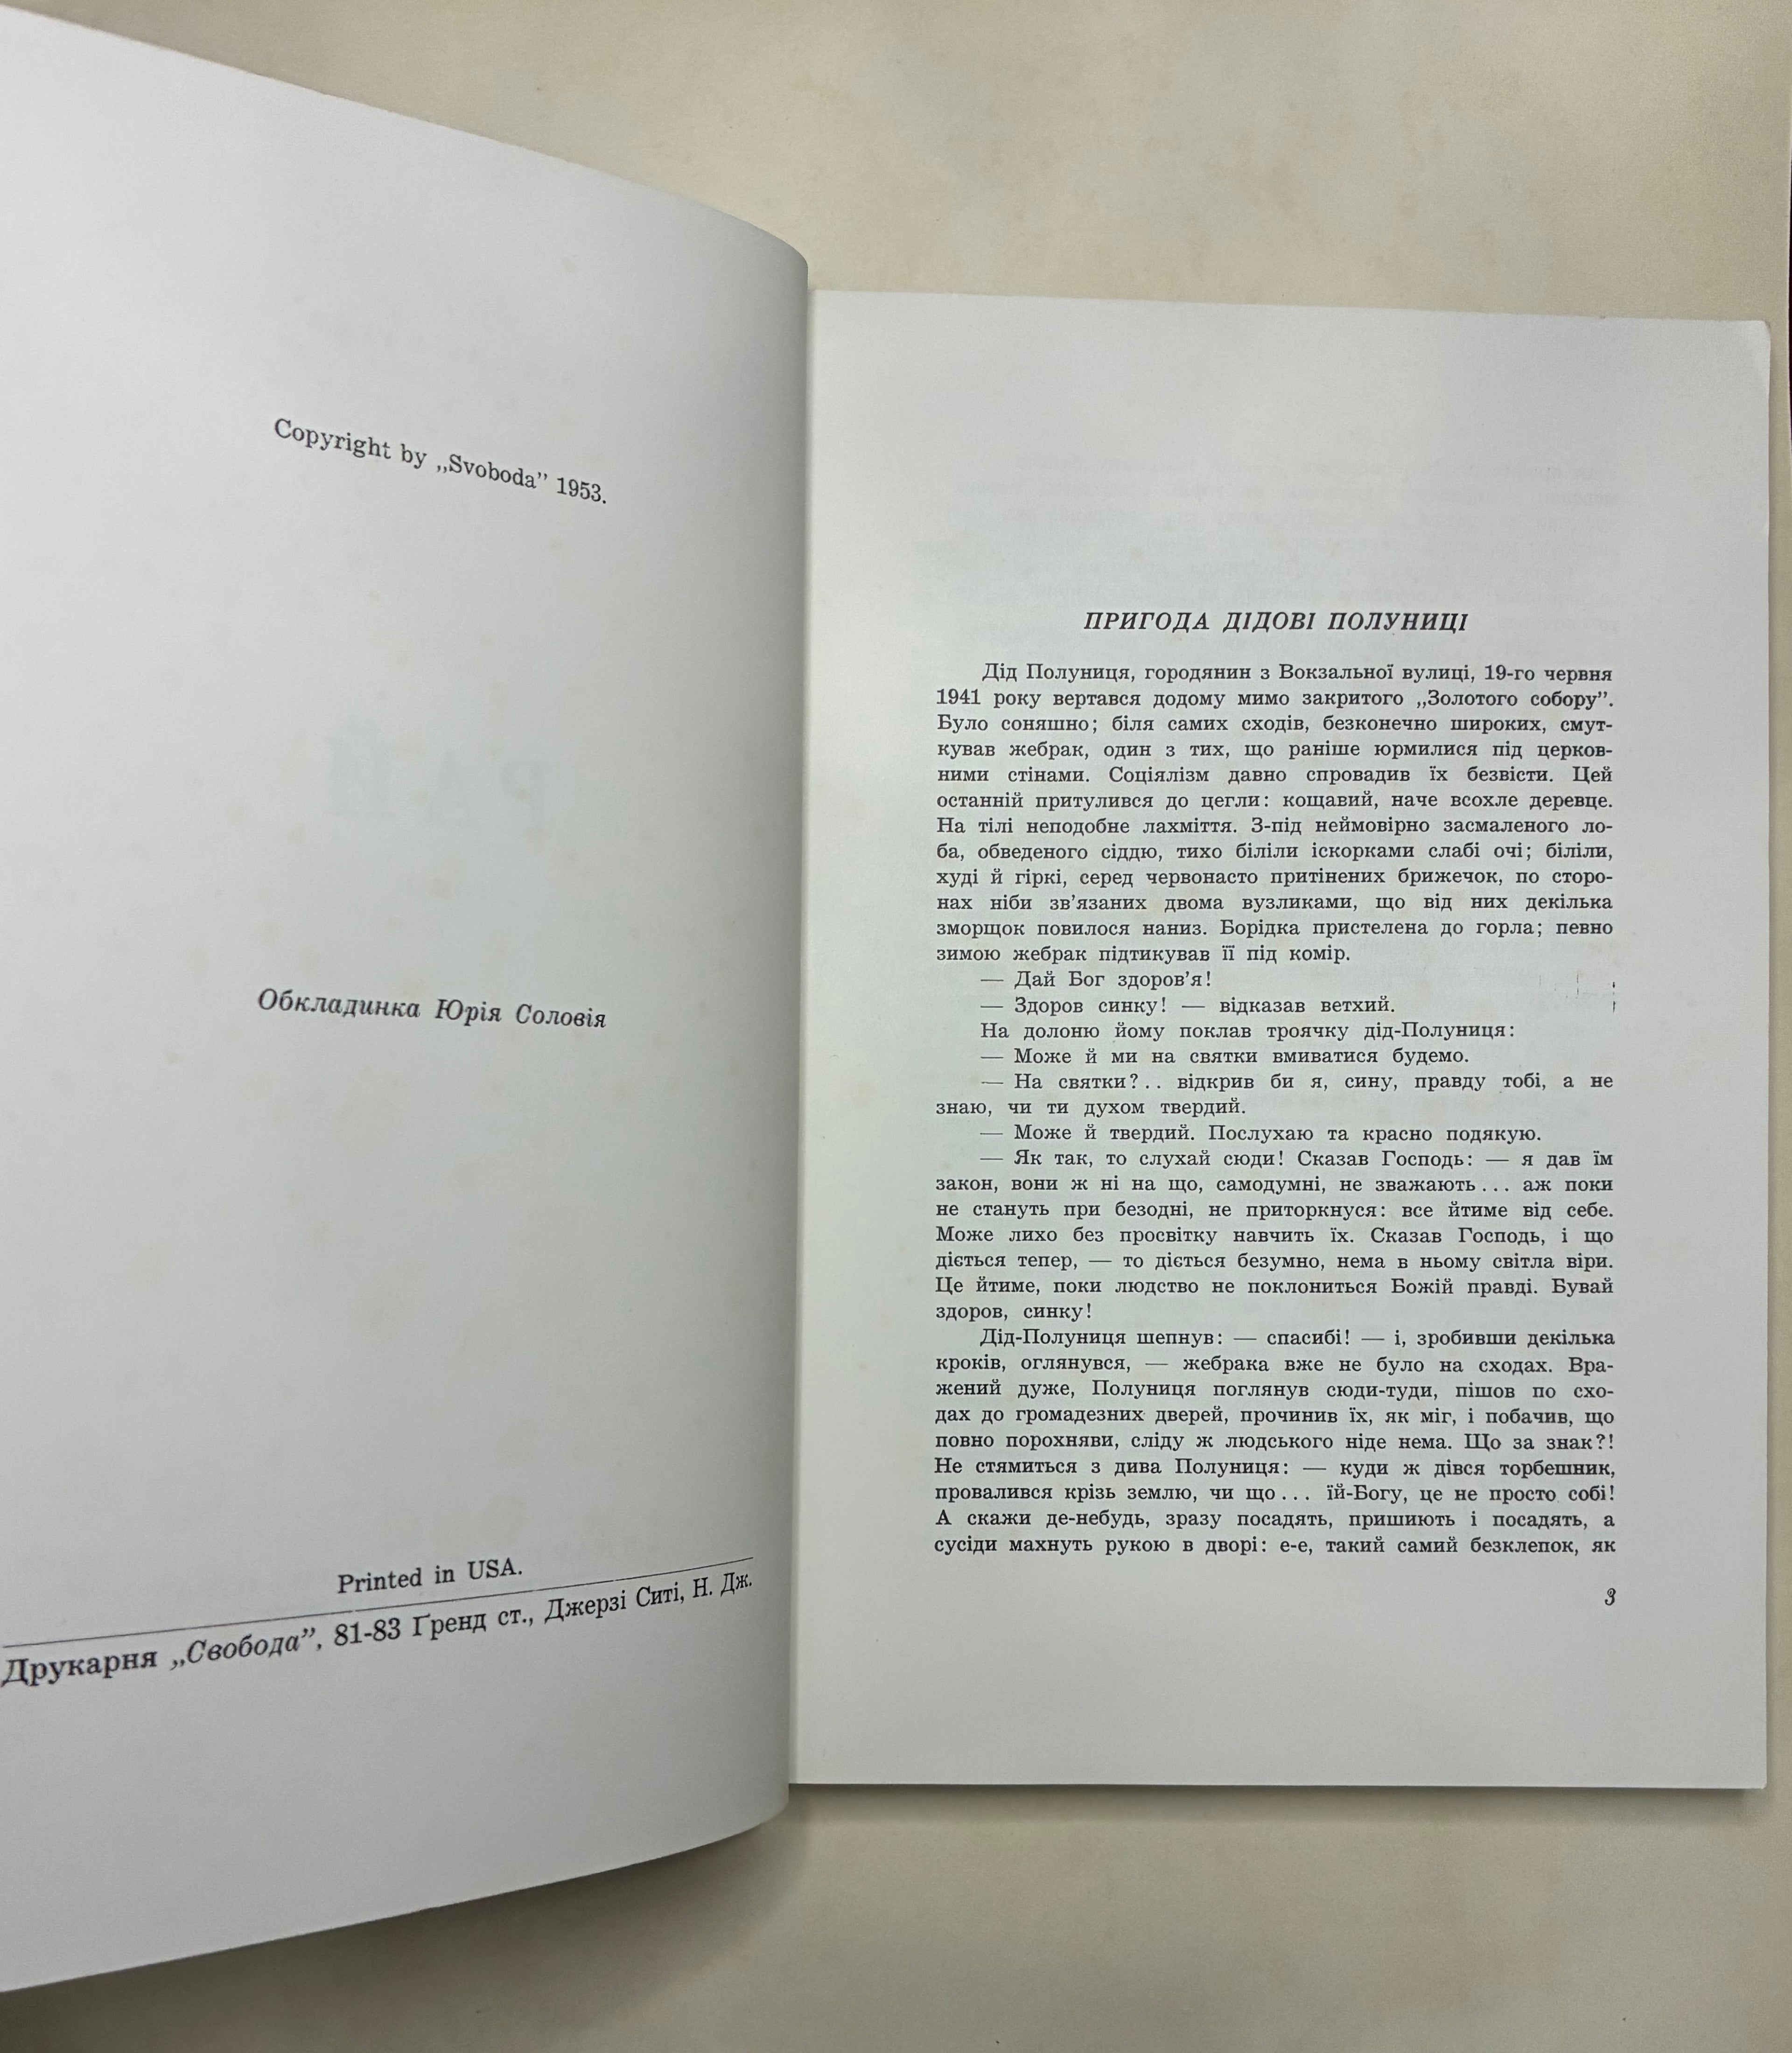 Copyright by „Svoboda” 1953.
Обкладинка Юрія Соловія
Printed in USA.
Друкарня „Свобода”, 81-83 Ґренд ст., Джерзі Ситі, Н. Дж.
ПРИГОДА ДІДОВІ ПОЛУНИЦІ
Дід Полуниця, городянин з Вокзальної вулиці, 19-го червня
1941 року вертався додому мимо закритого „Золотого собору”.
Було соняшно; біля самих сходів, безконечно широких, смут-
кував жебрак, один з тих, що раніше юрмилися під церков-
ними стінами. Соціялізм давно спровадив їх безвісти. Цей
останній притулився до цегли: кощавий, наче всохле деревце.
На тілі неподобне лахміття. З-під неймовірно засмаленого ло-
ба, обведеного сіддю, тихо біліли іскорками слабі очі; біліли,
худі й гіркі, серед червонасто притінених брижечок, по сторо-
нах ніби зв’язаних двома вузликами, що від них декілька
зморщок повилося наниз. Борідка пристелена до горла; певно
зимою жебрак підтикував її під комір.
— Дай Бог здоров’я!
— Здоров синку! — відказав ветхий.
На долоню йому поклав троячку дід-Полуниця:
— Може й ми на святки вмиватися будемо.
— На святки?.. відкрив би я, сину, правду тобі, а не
знаю, чи ти духом твердий.
— Може й твердий. Послухаю та красно подякую.
— Як так, то слухай сюди! Сказав Господь: — я дав їм
закон, вони ж ні на що, самодумні, не зважають... аж поки
не стануть при безодні, не приторкнуся: все йтиме від себе.
Може лихо без просвітку навчить їх. Сказав Господь, і що
діється тепер, — то діється безумно, нема в ньому світла віри.
Це йтиме, поки людство не поклониться Божій правді. Бувай
здоров, синку!
Дід-Полуниця шепнув: — спасибі! — і, зробивши декілька
кроків, оглянувся, — жебрака вже не було на сходах. Вра-
жений дуже, Полуниця поглянув сюди-туди, пішов по схо-
дах до громадезних дверей, прочинив їх, як міг, і побачив, що
повно порохняви, сліду ж людського ніде нема. Що за знак?!
Не стямиться з дива Полуниця: — куди ж дівся торбешник,
провалився крізь землю, чи що... їй-Богу, це не просто собі!
А скажи де-небудь, зразу посадять, пришиють і посадять, а
сусіди махнуть рукою в дворі: е-е, такий самий безклепок, як
3